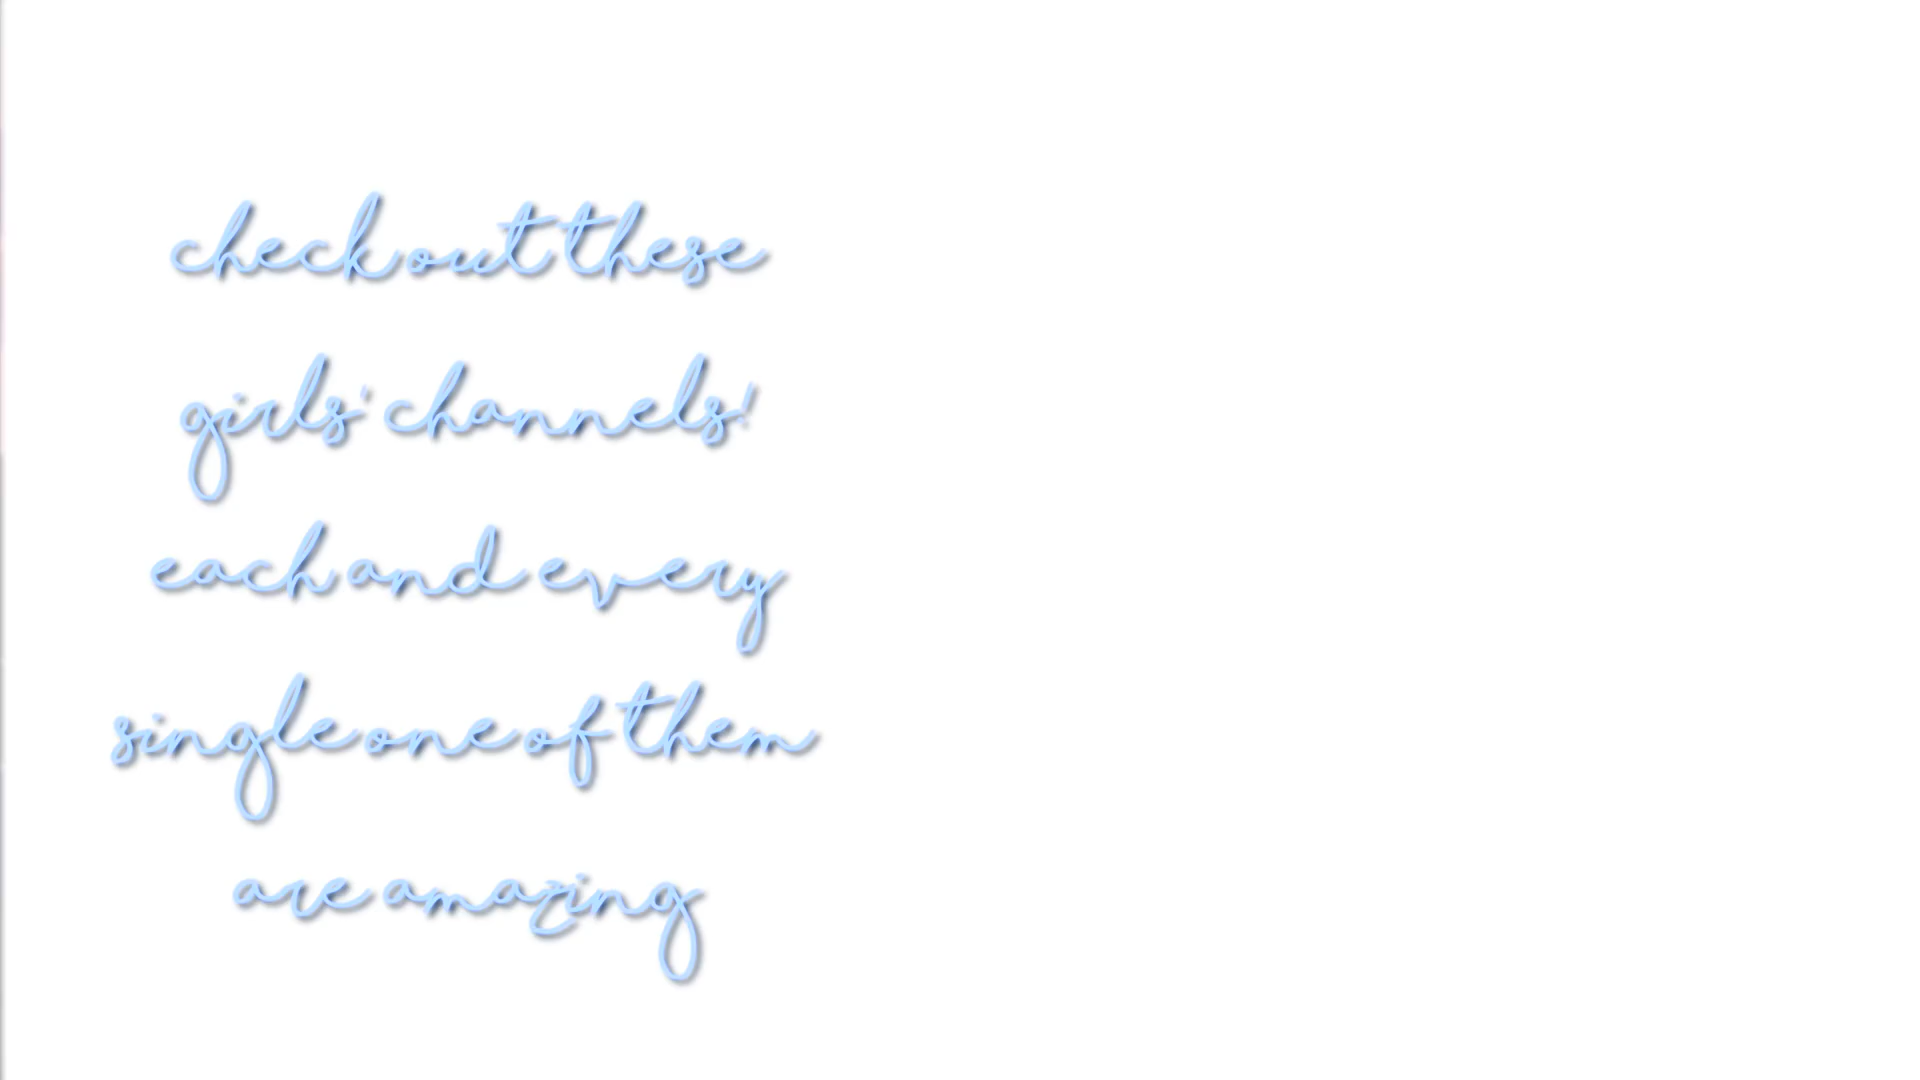 check out these
girls' channels!
each and every
single one of them
are amazing